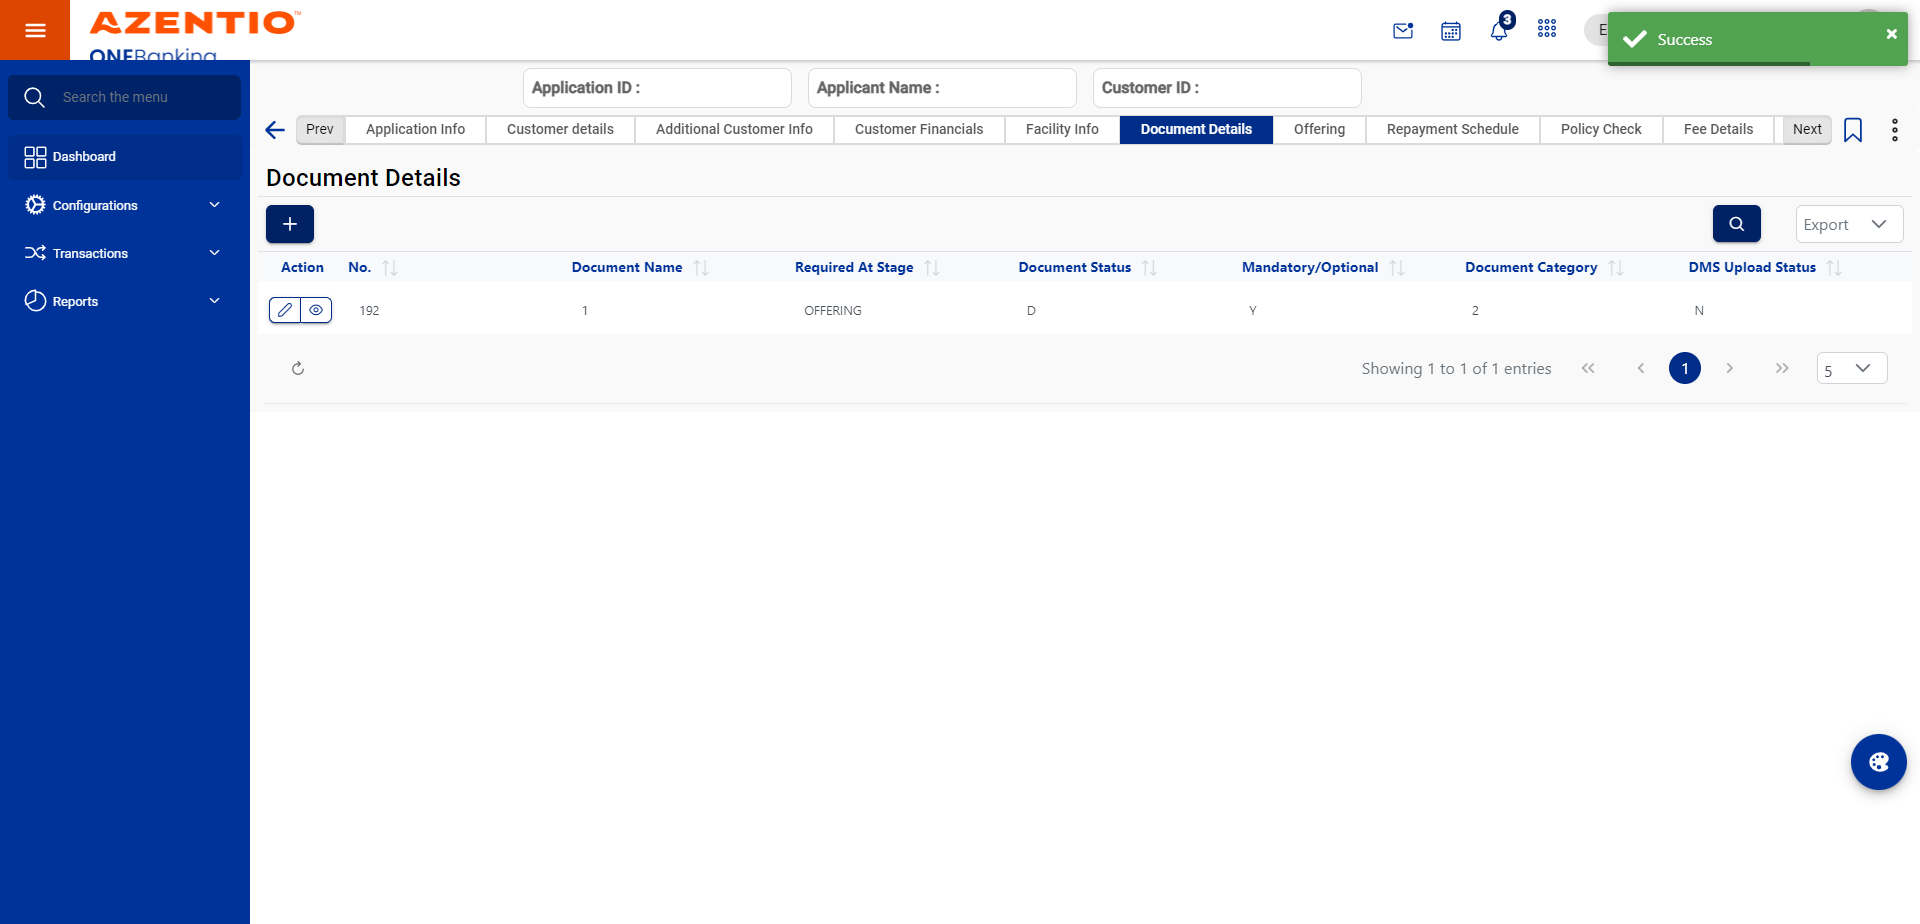 AZENTIO™
ONEBanking
3
E
Success
Search the menu
Dashboard
Configurations
Transactions
Reports
Application ID :
Applicant Name :
Customer ID :
Prev
Application Info
Customer details
Additional Customer Info
Customer Financials
Facility Info
Document Details
Offering
Repayment Schedule
Policy Check
Fee Details
Next
Document Details
Export
Action No. Document Name Required At Stage Document Status Mandatory/Optional Document Category DMS Upload Status
192 1 OFFERING D Y 2 N
Showing 1 to 1 of 1 entries
1
5